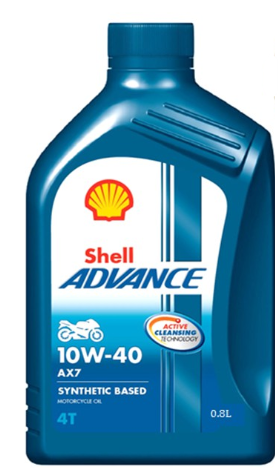 Shell
ADVANCE
ACTIVE
CLEANSING
TECHNOLOGY
10W-40
AX7
SYNTHETIC BASED
MOTORCYCLE OIL
4T
0.8L